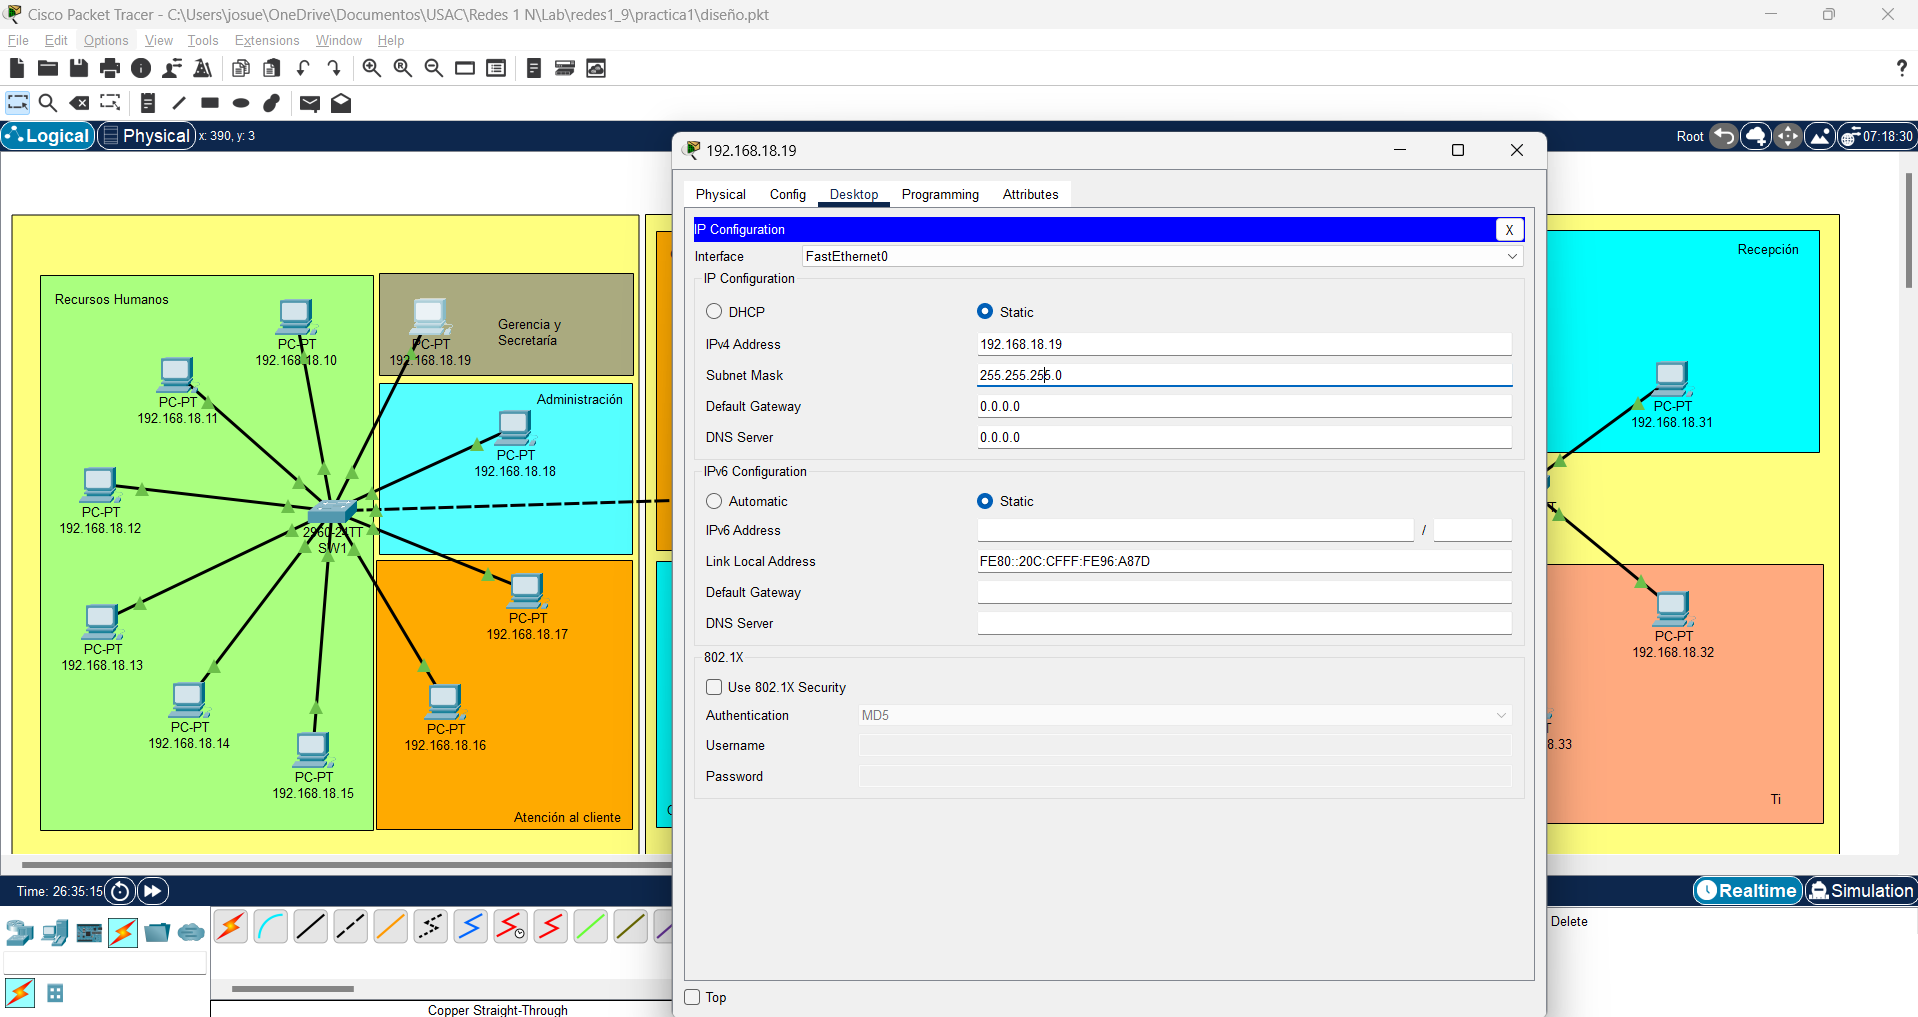 Cisco Packet Tracer - C:\Users\josue\OneDrive\Documentos\USAC\Redes 1 N\Lab\redes1_9\practica1\diseño.pkt
File Edit Options View Tools Extensions Window Help
?
Logical Physical x: 390, y: 3
Root 07:18:30
Recursos Humanos
PC-PT
192.168.18.10
PC-PT
192.168.18.11
PC-PT
192.168.18.12
PC-PT
192.168.18.13
PC-PT
192.168.18.14
PC-PT
192.168.18.15
2960-24TT
SW1
PC-PT
192.168.18.19
Gerencia y
Secretaría
Administración
PC-PT
192.168.18.18
PC-PT
192.168.18.17
PC-PT
192.168.18.16
Atención al cliente
192.168.18.19
Physical Config Desktop Programming Attributes
IP Configuration X
Interface FastEthernet0
IP Configuration
DHCP Static
IPv4 Address 192.168.18.19
Subnet Mask 255.255.255.0
Default Gateway 0.0.0.0
DNS Server 0.0.0.0
IPv6 Configuration
Automatic Static
IPv6 Address /
Link Local Address FE80::20C:CFFF:FE96:A87D
Default Gateway
DNS Server
802.1X
Use 802.1X Security
Authentication MD5
Username
Password
Top
Recepción
PC-PT
192.168.18.31
PC-PT
192.168.18.32
8.33
Ti
Time: 26:35:15
Realtime Simulation
Delete
Copper Straight-Through